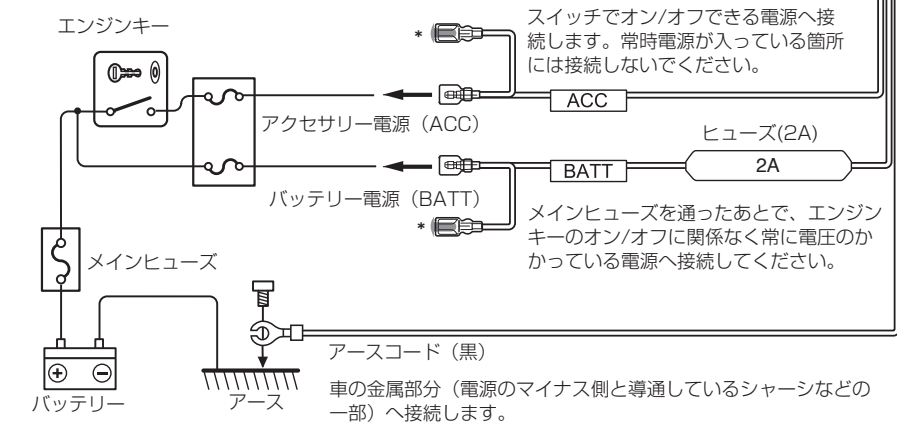 エンジンキー
*
スイッチでオン/オフできる電源へ接
続します。常時電源が入っている箇所
には接続しないでください。
ACC
アクセサリー電源（ACC）
ヒューズ(2A)
BATT
2A
バッテリー電源（BATT）
*
メインヒューズを通ったあとで、エンジン
キーのオン/オフに関係なく常に電圧のか
かっている電源へ接続してください。
メインヒューズ
アースコード（黒）
バッテリー
アース
車の金属部分（電源のマイナス側と導通しているシャーシなどの
一部）へ接続します。